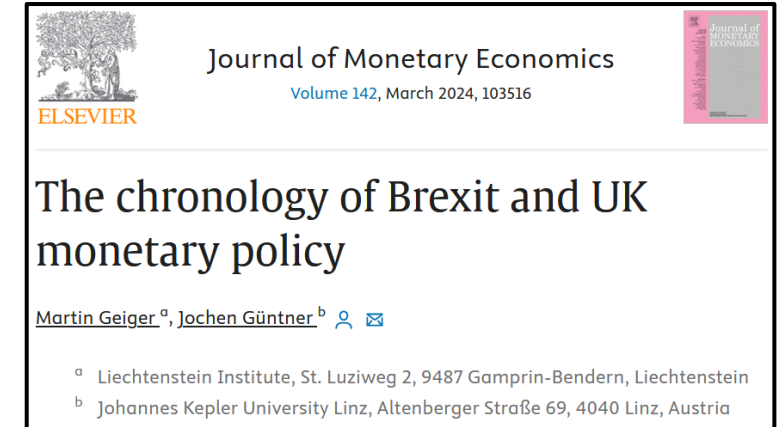 Journal of Monetary Economics
Volume 142, March 2024, 103516
ELSEVIER
Journal of
MONETARY
ECONOMICS
The chronology of Brexit and UK
monetary policy
Martin Geiger a, Jochen Güntner b
a Liechtenstein Institute, St. Luziweg 2, 9487 Gamprin-Bendern, Liechtenstein
b Johannes Kepler University Linz, Altenberger Straße 69, 4040 Linz, Austria